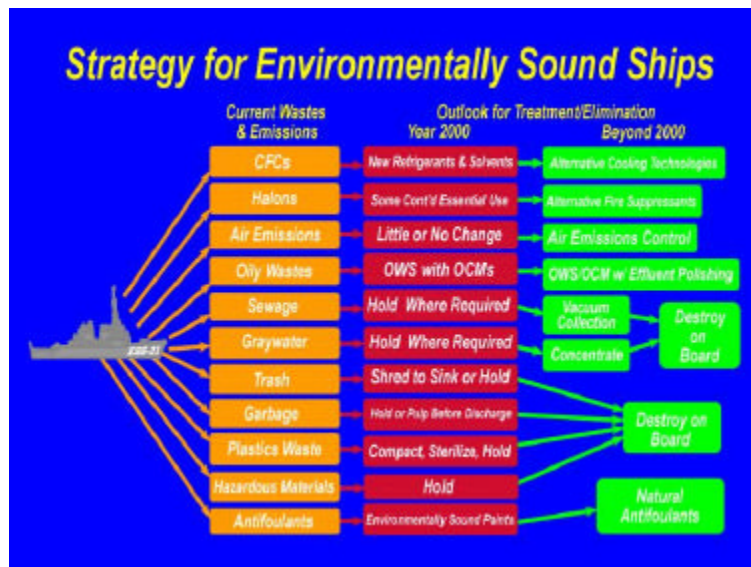 Strategy for Environmentally Sound Ships
Current Wastes
& Emissions
Outlook for Treatment/Elimination
Year 2000
Beyond 2000
CFCs
New Refrigerants & Solvents
Alternative Cooling Technologies
Halons
Some Cont'd Essential Use
Alternative Fire Suppressants
Air Emissions
Little or No Change
Air Emissions Control
Oily Wastes
OWS with OCM's
OWS/OCM w/ Effluent Polishing
Sewage
Hold Where Required
Vacuum
Collection
Destroy
on
Board
Graywater
Hold Where Required
Concentrate
Trash
Shred to Sink or Hold
Garbage
Hold or Pulp Before Discharge
Destroy on
Board
Plastics Waste
Compact, Sterilize, Hold
Hazardous Materials
Hold
Antifoulants
Environmentally Sound Paints
Natural
Antifoulants